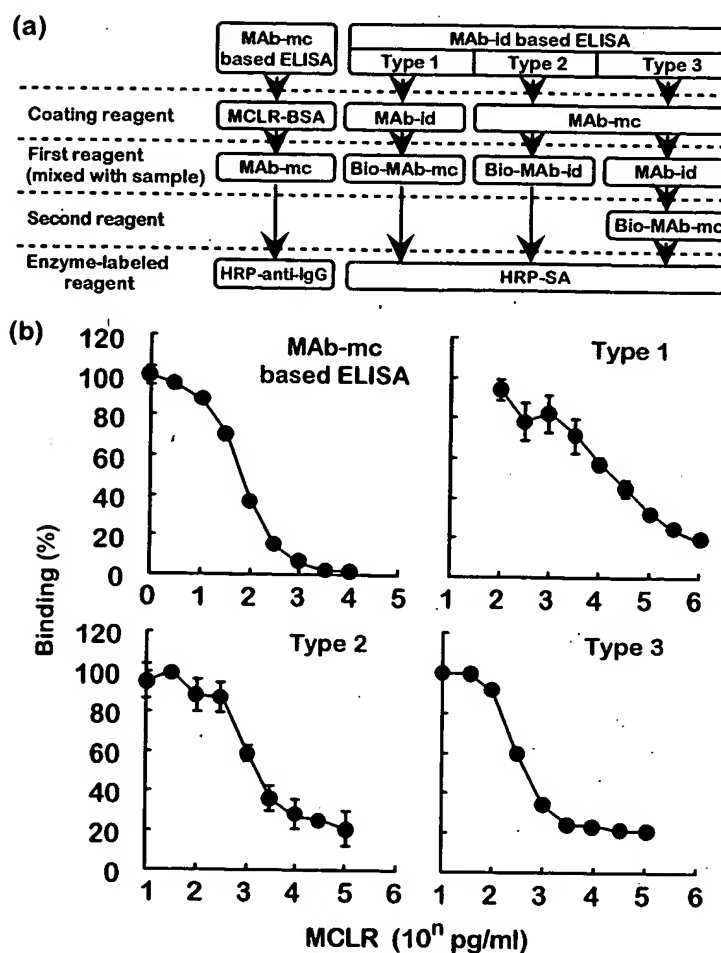 (a)
MAb-mc
based ELISA
MAb-id based ELISA
Type 1 Type 2 Type 3
Coating reagent MCLR-BSA MAb-id MAb-mc
First reagent
(mixed with sample) MAb-mc Bio-MAb-mc Bio-MAb-id MAb-id
Second reagent Bio-MAb-mc
Enzyme-labeled
reagent HRP-anti-IgG HRP-SA
(b)
120
100
80
60
40
20
0
0 1 2 3 4 5
MAb-mc
based ELISA
Type 1
1 2 3 4 5 6
Binding (%)
120
100
80
60
40
20
0
1 2 3 4 5 6
Type 2
Type 3
1 2 3 4 5 6
MCLR (10ⁿ pg/ml)